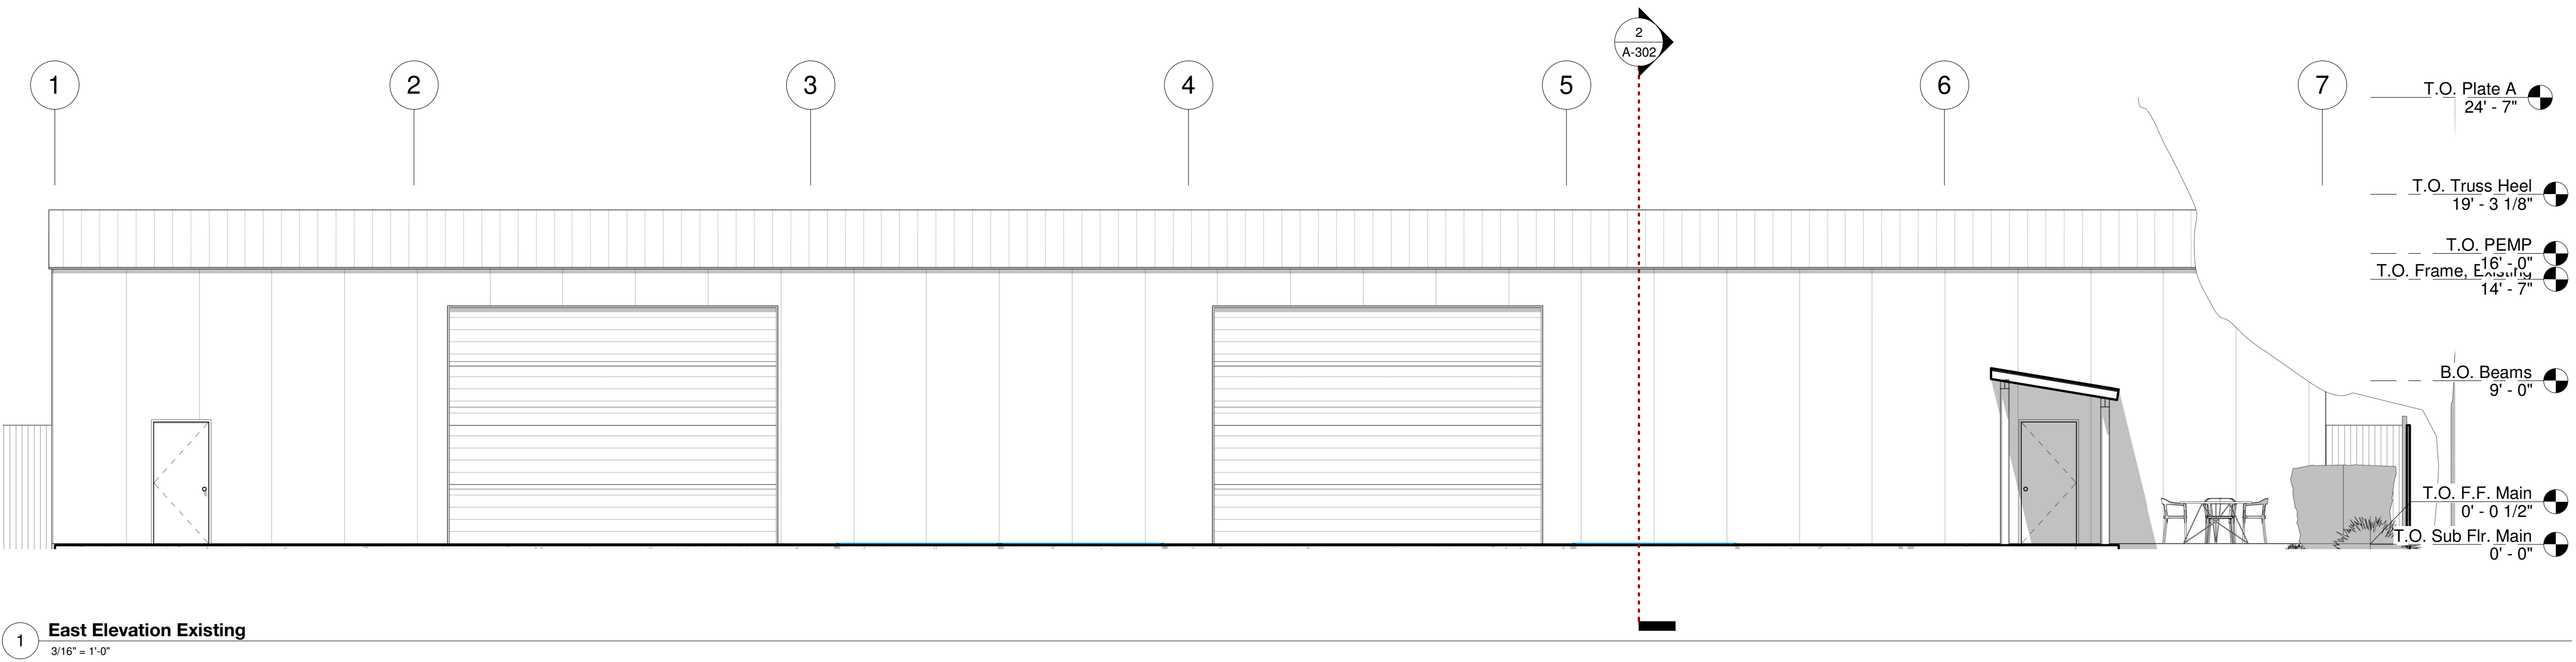 2
A-302
1
2
3
4
5
6
7
T.O. Plate A
24' - 7"
T.O. Truss Heel
19' - 3 1/8"
T.O. PEMP
16' - 0"
T.O. Frame, Existing
14' - 7"
B.O. Beams
9' - 0"
T.O. F.F. Main
0' - 0 1/2"
T.O. Sub Flr. Main
0' - 0"
1
East Elevation Existing
3/16" = 1'-0"